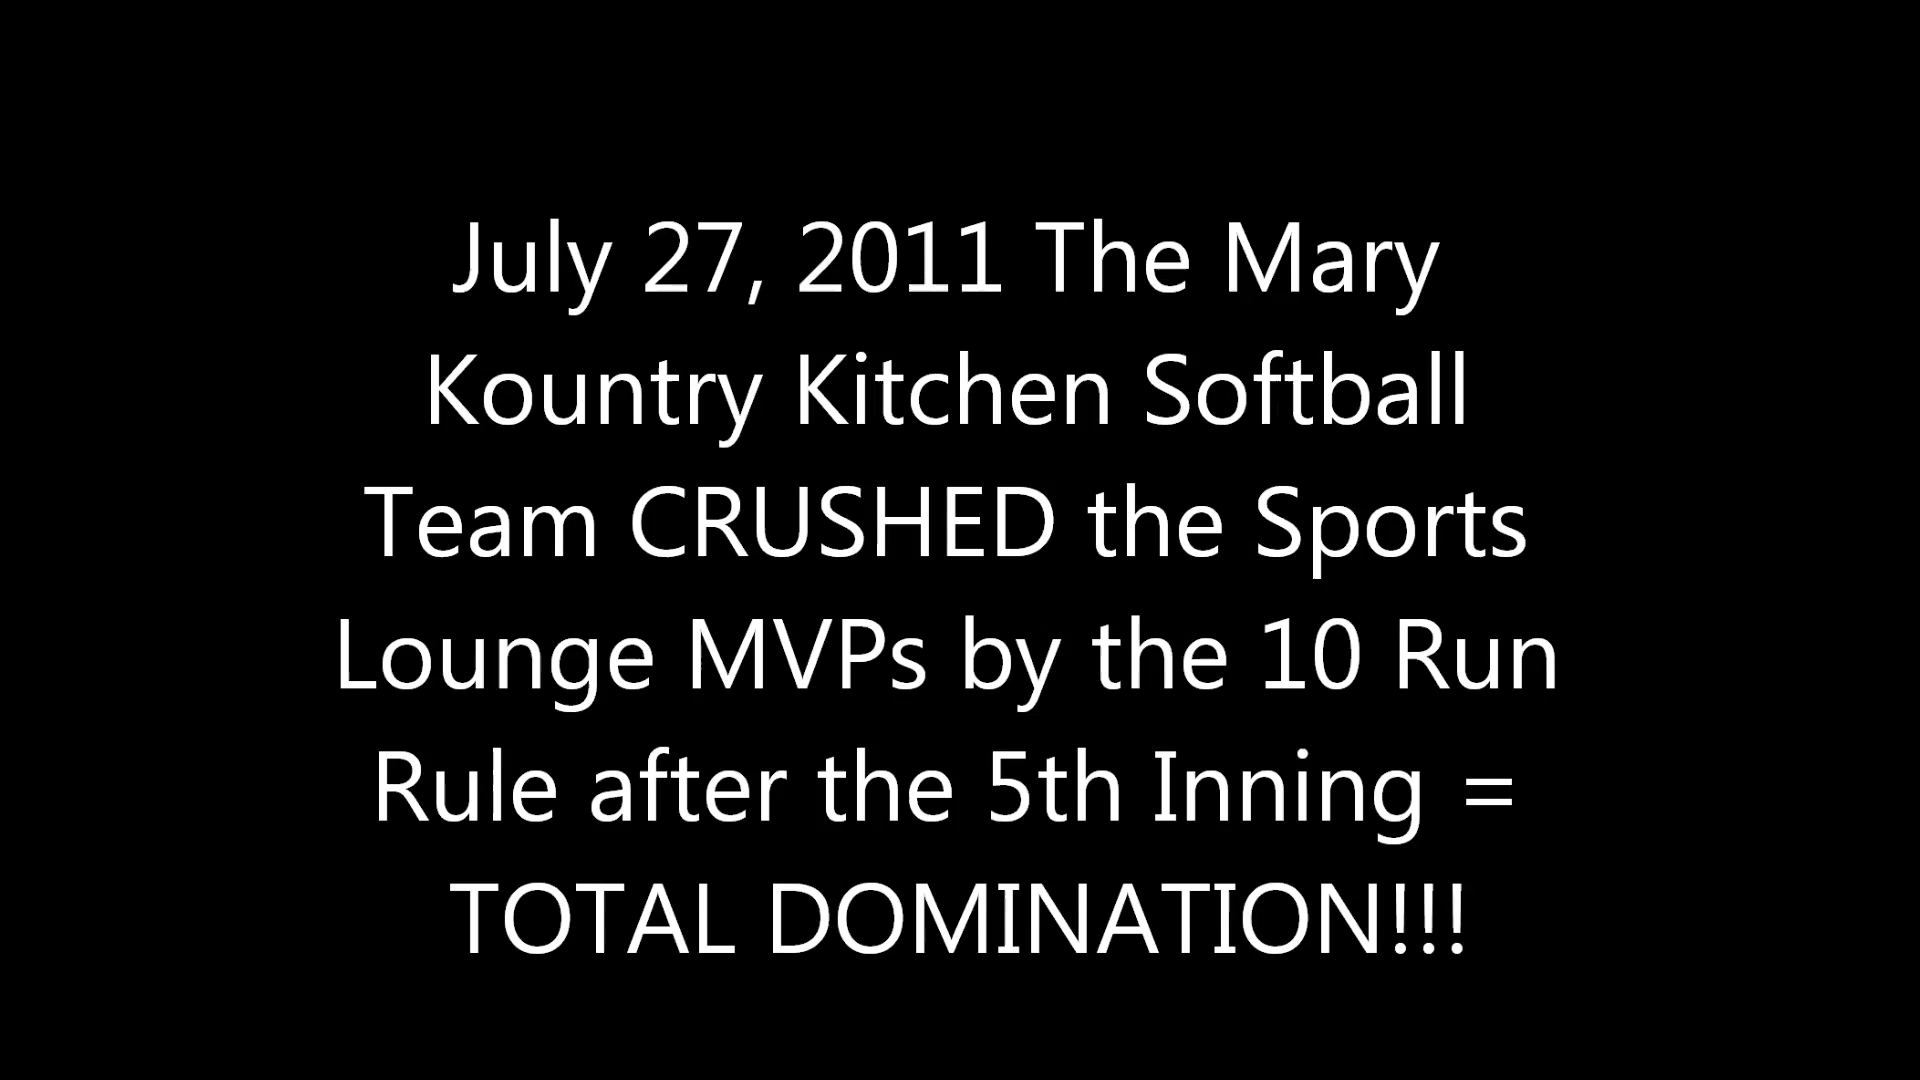 July 27, 2011 The Mary
Kountry Kitchen Softball
Team CRUSHED the Sports
Lounge MVPs by the 10 Run
Rule after the 5th Inning =
TOTAL DOMINATION!!!